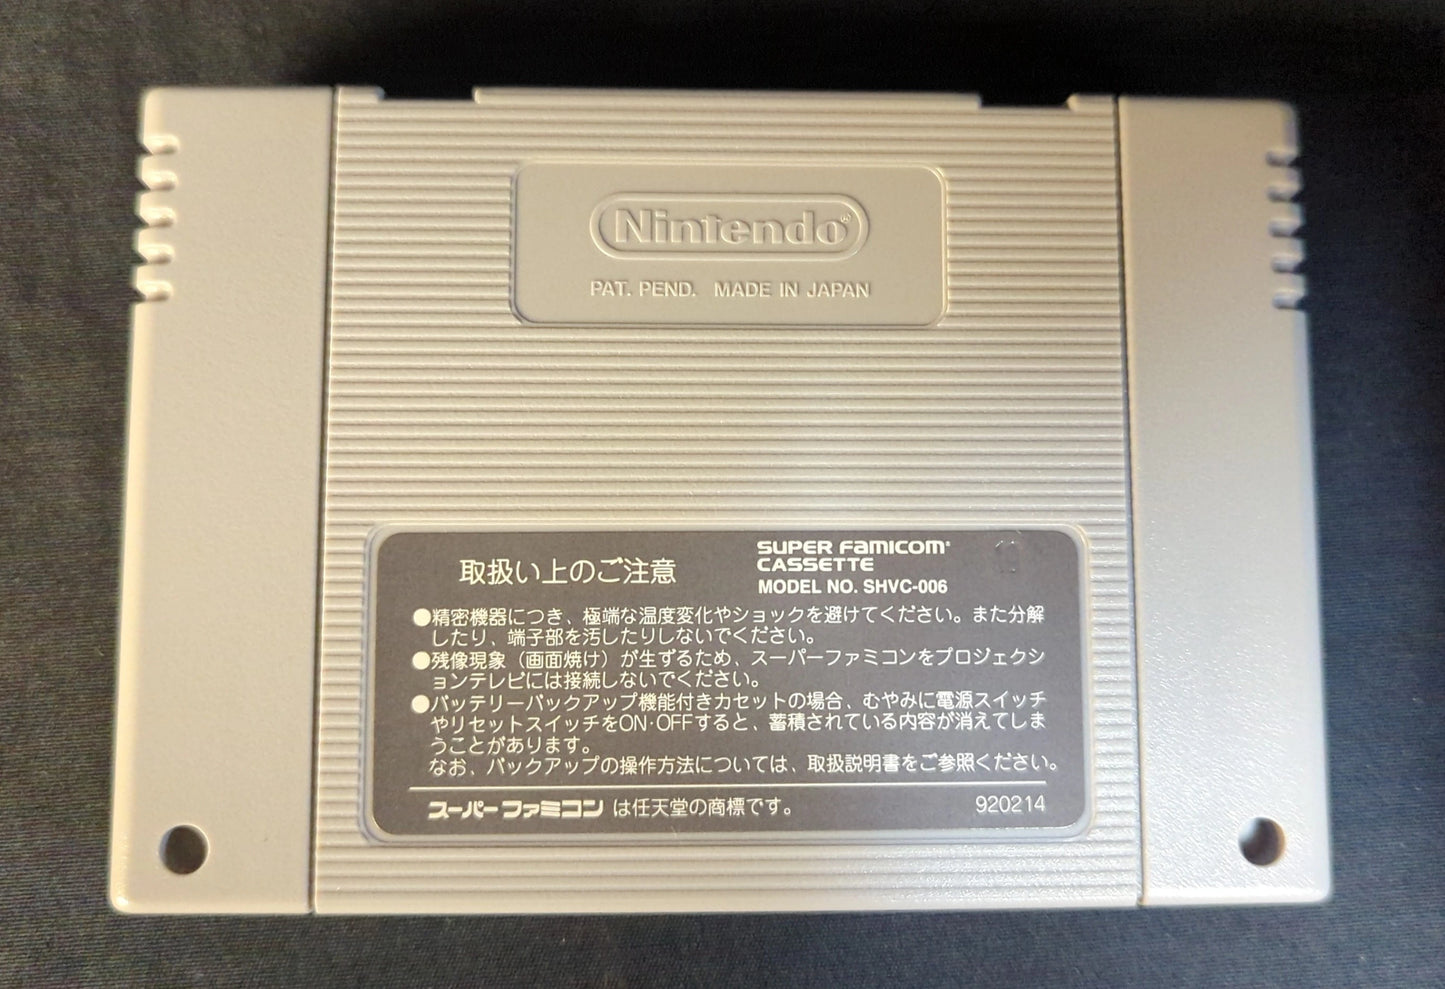 Nintendo®
PAT. PEND. MADE IN JAPAN
取扱い上のご注意
SUPER FAMICOM®
CASSETTE
MODEL NO. SHVC-006
●精密機器につき、極端な温度変化やショックを避けてください。また分解
したり、端子部を汚したりしないでください。
●残像現象（画面焼け）が生ずるため、スーパーファミコンをプロジェクシ
ョンテレビには接続しないでください。
●バッテリーバックアップ機能付きカセットの場合、むやみに電源スイッチ
やリセットスイッチをON·OFFすると、蓄積されている内容が消えてしま
うことがあります。
なお、バックアップの操作方法については、取扱説明書をご参照ください。
スーパーファミコン は任天堂の商標です。
920214